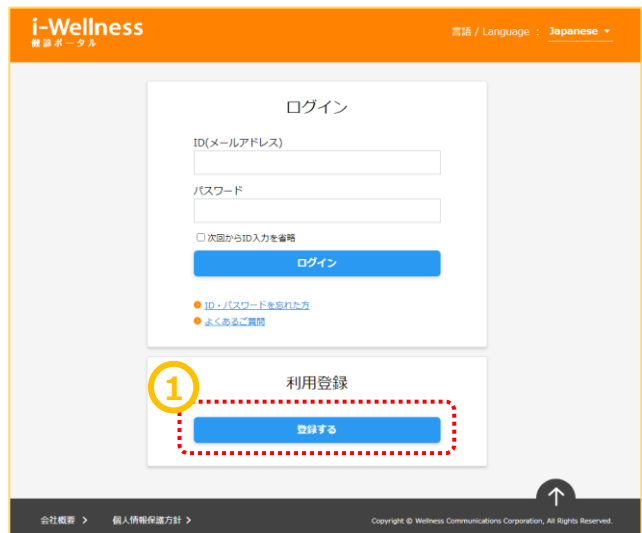 i-Wellness
健診ポータル
言語 / Language ： Japanese
ログイン
ID(メールアドレス)
パスワード
次回からID入力を省略
ログイン
ID・パスワードを忘れた方
よくあるご質問
1
利用登録
登録する
会社概要 > 個人情報保護方針 >
Copyright © Wellness Communications Corporation, All Rights Reserved.